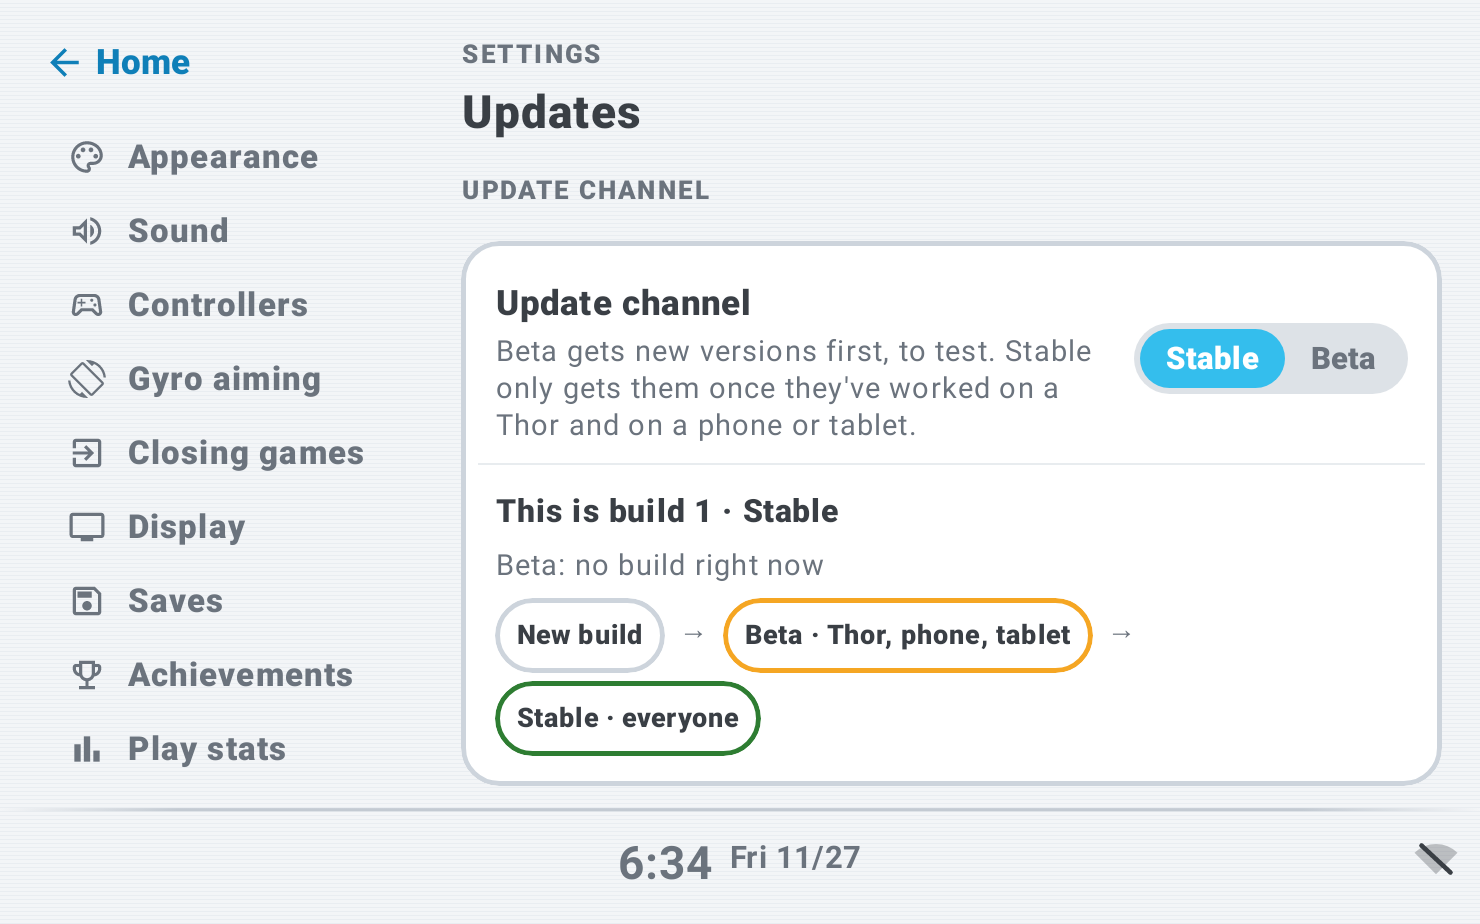 Home
Appearance
Sound
Controllers
Gyro aiming
Closing games
Display
Saves
Achievements
Play stats
SETTINGS
Updates
UPDATE CHANNEL
Update channel
Beta gets new versions first, to test. Stable
only gets them once they've worked on a
Thor and on a phone or tablet.
Stable Beta
This is build 1 · Stable
Beta: no build right now
New build → Beta · Thor, phone, tablet →
Stable · everyone
6:34 Fri 11/27